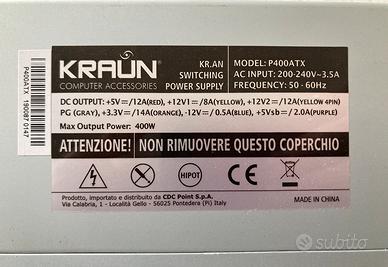 KRAUN
COMPUTER ACCESSORIES
KR.AN
SWITCHING
POWER SUPPLY
MODEL: P400ATX
AC INPUT: 200-240V~3.5A
FREQUENCY: 50 - 60Hz
DC OUTPUT: +5V⎓/12A(RED), +12V1⎓/8A(YELLOW), +12V2⎓/12A(YELLOW 4PIN)
PG (GRAY), +3.3V⎓/14A(ORANGE), -12V⎓/0.5A(BLUE), +5Vsb⎓/2.0A(PURPLE)
Max Output Power: 400W
ATTENZIONE! NON RIMUOVERE QUESTO COPERCHIO
Prodotto, importato e distribuito da CDC Point S.p.A.
Via Calabria, 1 - Località Gello - 56025 Pontedera (Pi) Italy
HIPOT
CE
MADE IN CHINA
P400ATX
subito